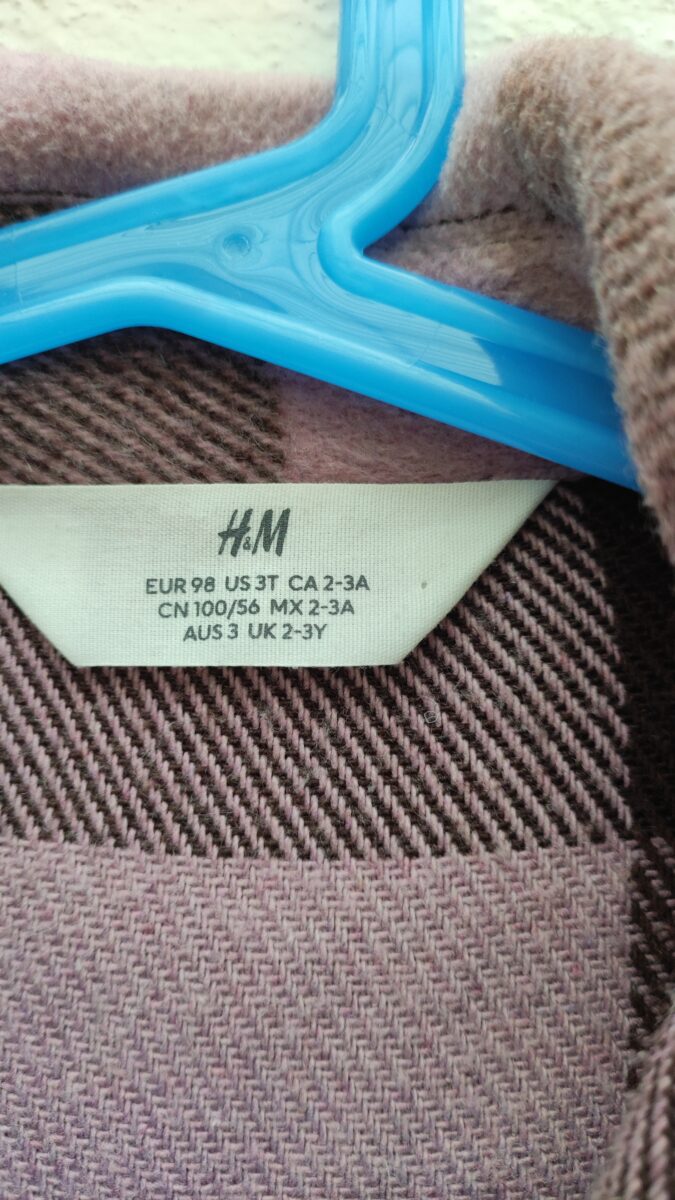 H&M
EUR 98 US 3T CA 2-3A
CN 100/56 MX 2-3A
AUS 3 UK 2-3Y